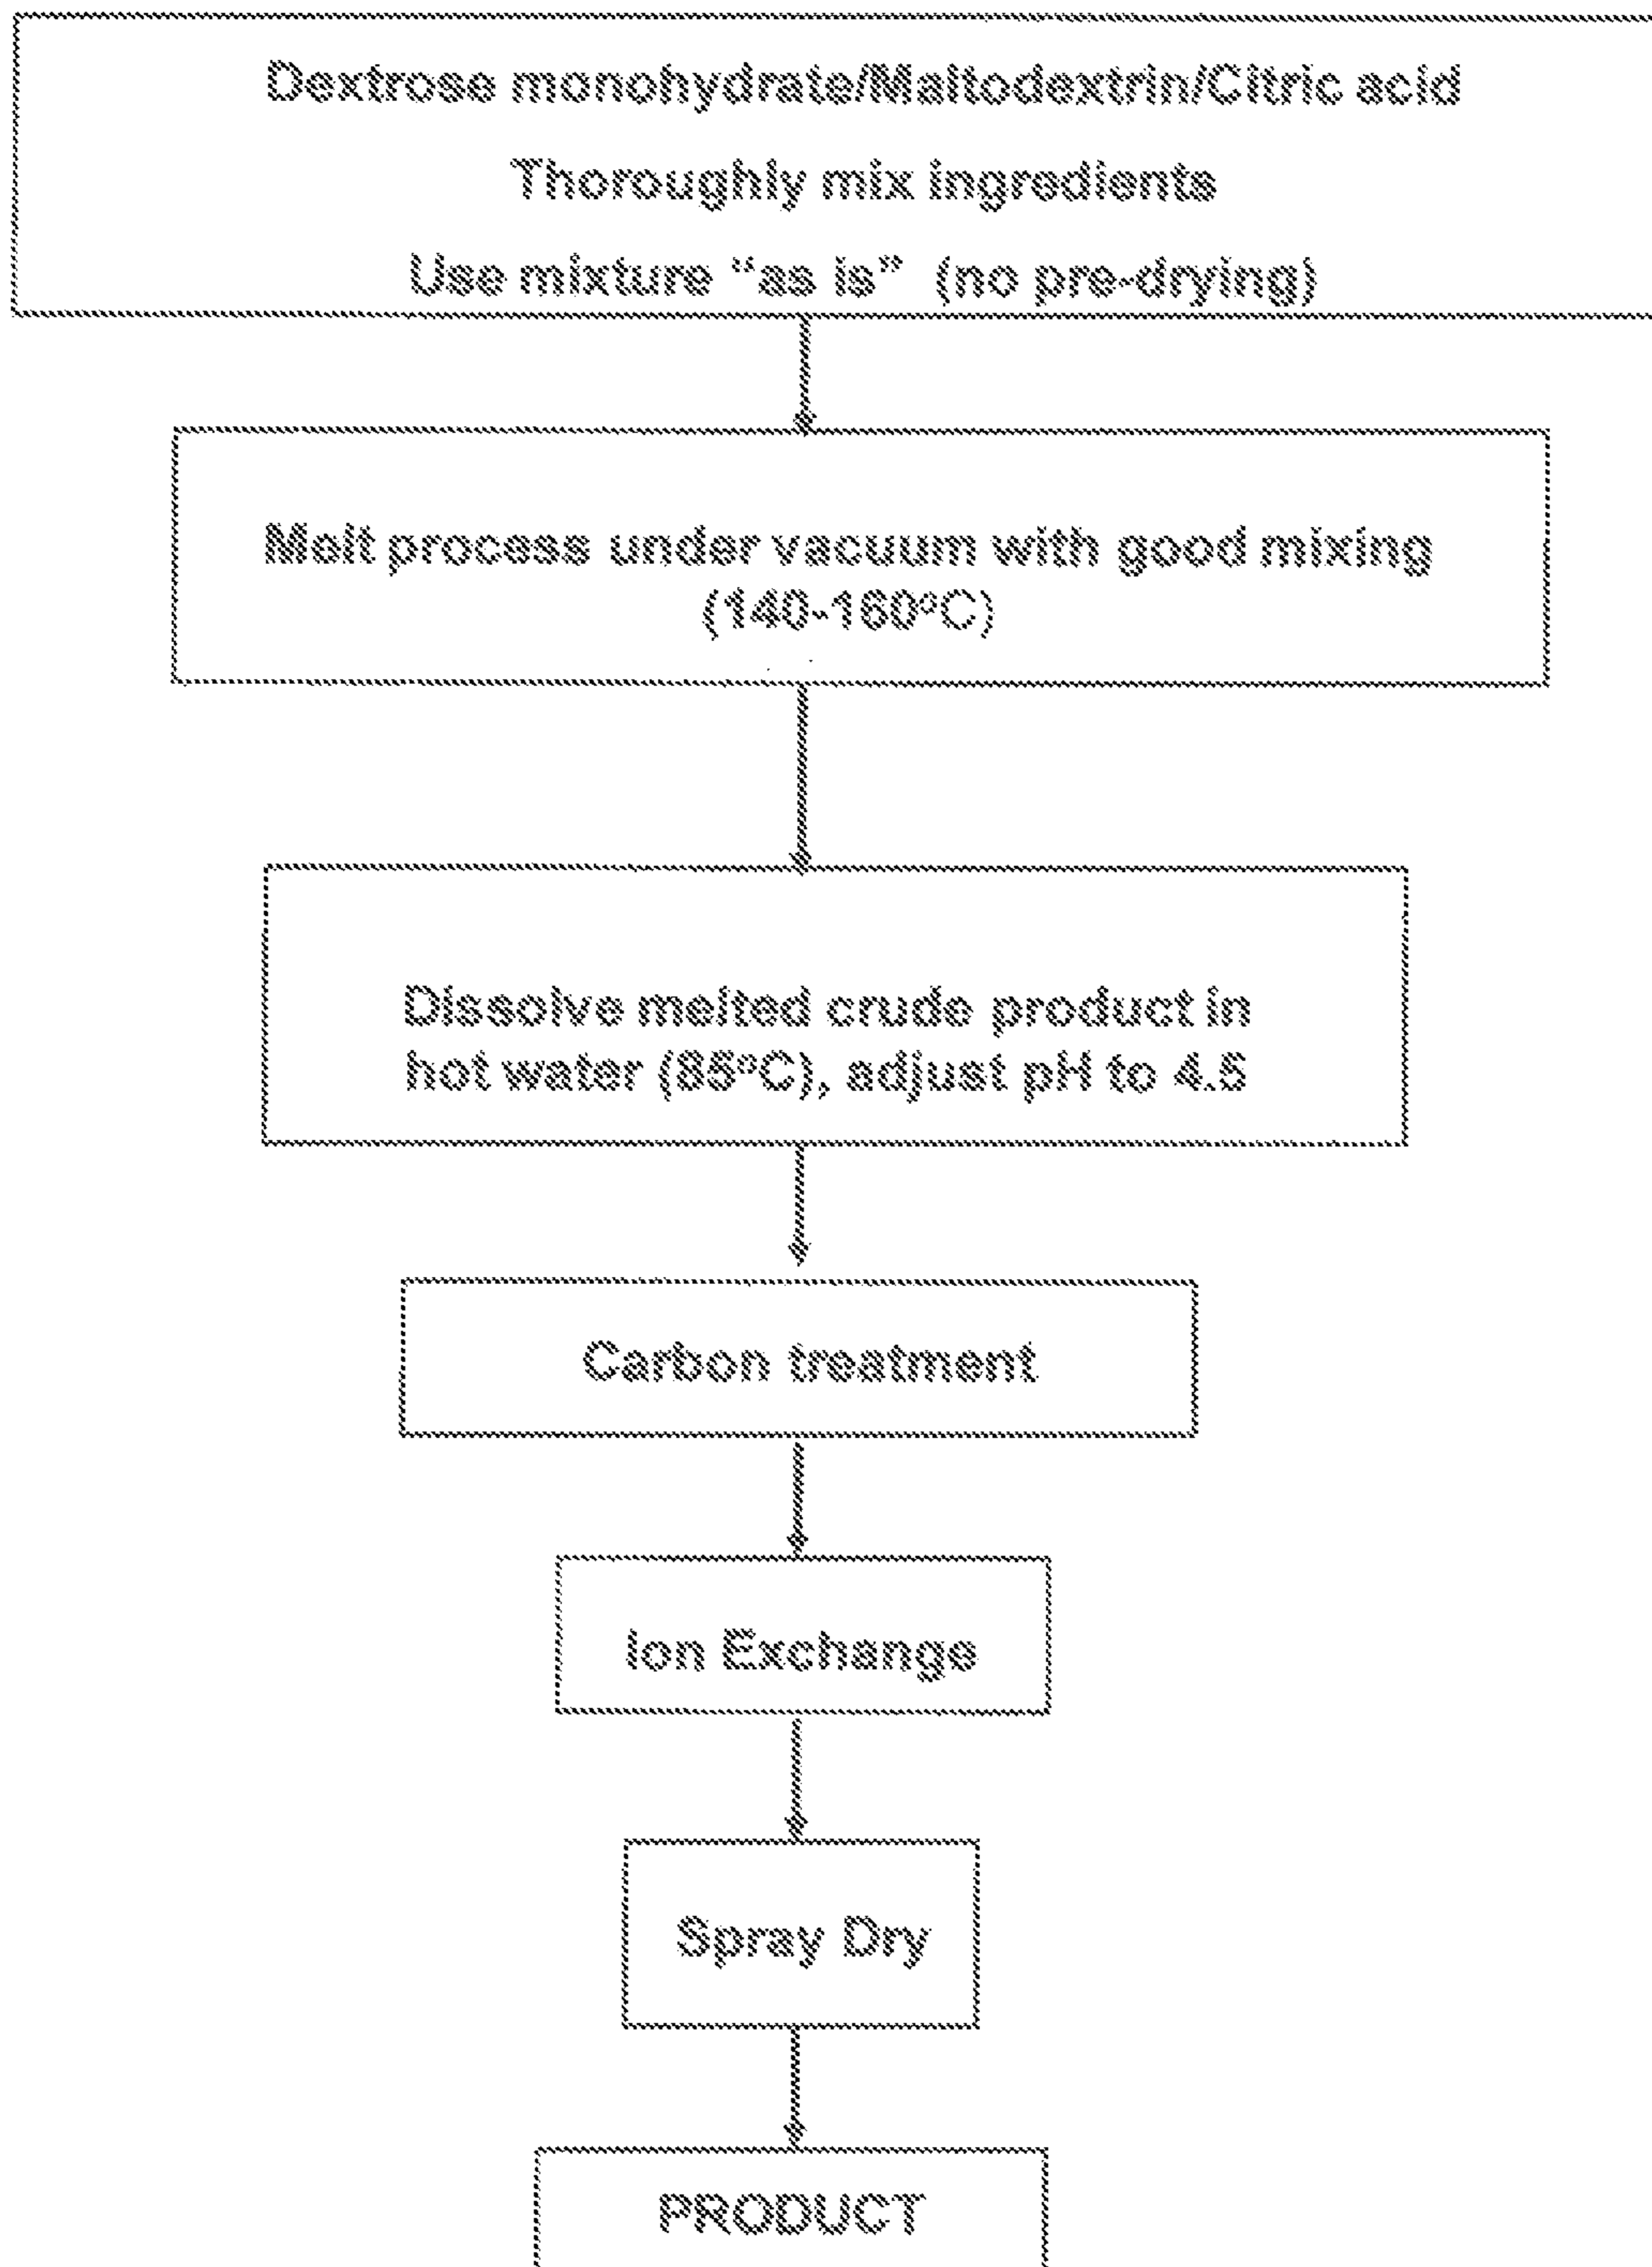 Dextrose monohydrate/Maltodextrin/Citric acid
Thoroughly mix ingredients
Use mixture “as is” (no pre-drying)
Melt process under vacuum with good mixing
(140-160ºC)
Dissolve melted crude product in
hot water (85ºC), adjust pH to 4.5
Carbon treatment
Ion Exchange
Spray Dry
PRODUCT